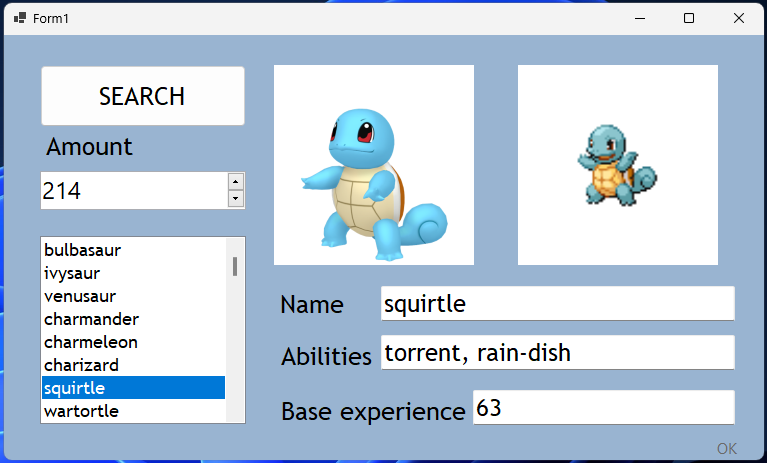 Form1
SEARCH
Amount
214
bulbasaur
ivysaur
venusaur
charmander
charmeleon
charizard
squirtle
wartortle
Name squirtle
Abilities torrent, rain-dish
Base experience 63
OK